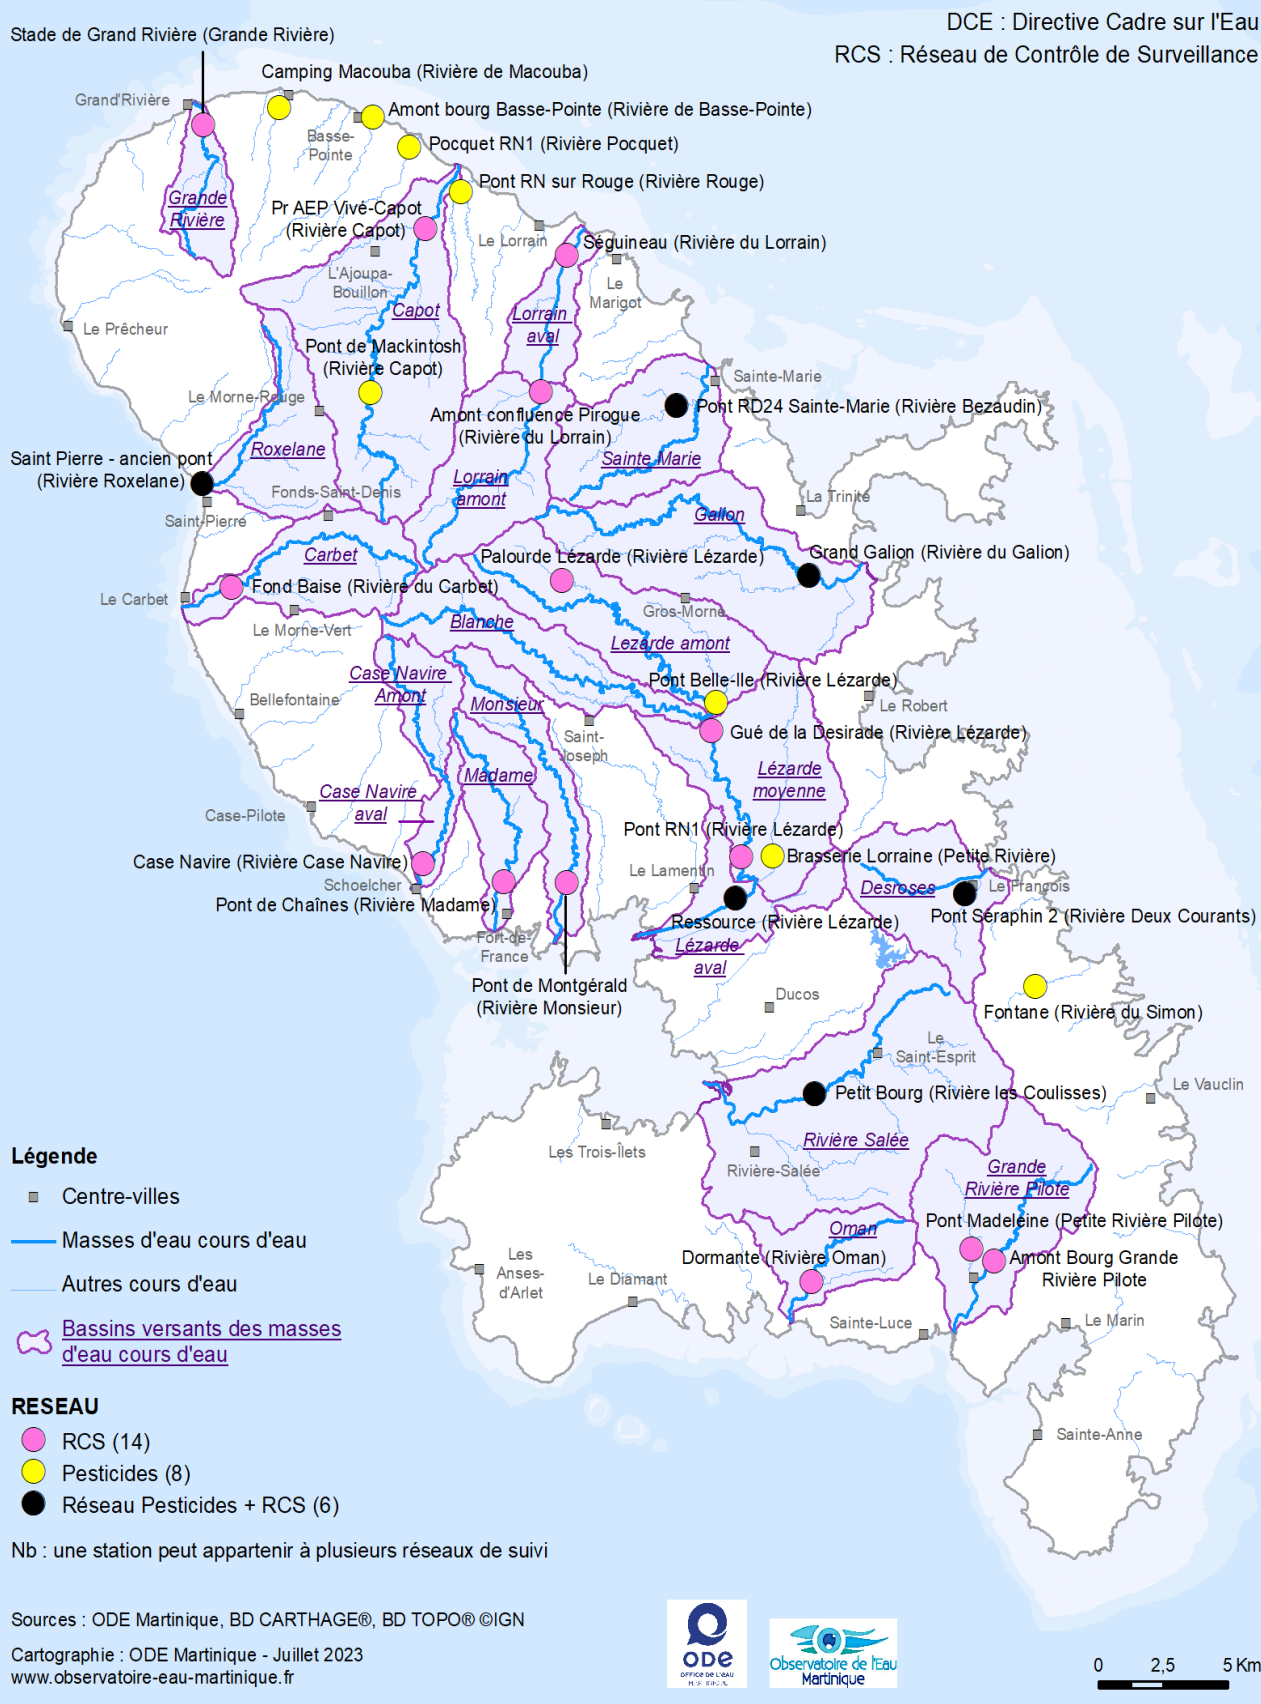 DCE : Directive Cadre sur l'Eau
RCS : Réseau de Contrôle de Surveillance
Stade de Grand Rivière (Grande Rivière)
Camping Macouba (Rivière de Macouba)
Grand'Rivière
Amont bourg Basse-Pointe (Rivière de Basse-Pointe)
Basse-
Pointe
Pocquet RN1 (Rivière Pocquet)
Pont RN sur Rouge (Rivière Rouge)
Grande
Rivière
Pr AEP Vivé-Capot
(Rivière Capot)
Le Lorrain
Séguineau (Rivière du Lorrain)
L'Ajoupa-
Bouillon
Le
Marigot
Capot
Lorrain
aval
Le Prêcheur
Pont de Mackintosh
(Rivière Capot)
Sainte-Marie
Le Morne-Rouge
Pont RD24 Sainte-Marie (Rivière Bezaudin)
Amont confluence Pirogue
(Rivière du Lorrain)
Roxelane
Saint Pierre - ancien pont
(Rivière Roxelane)
Sainte Marie
Lorrain
amont
Fonds-Saint-Denis
La Trinité
Saint-Pierre
Galion
Carbet
Palourde Lézarde (Rivière Lézarde)
Grand Galion (Rivière du Galion)
Fond Baise (Rivière du Carbet)
Le Carbet
Gros-Morne
Le Morne-Vert
Blanche
Lezarde amont
Case Navire
Amont
Pont Belle-Ile (Rivière Lézarde)
Bellefontaine
Monsieur
Le Robert
Saint-
Joseph
Gué de la Desirade (Rivière Lézarde)
Madame
Lézarde
moyenne
Case Navire
aval
Case-Pilote
Pont RN1 (Rivière Lézarde)
Case Navire (Rivière Case Navire)
Brasserie Lorraine (Petite Rivière)
Le Lamentin
Schoelcher
Desroses
Le François
Pont de Chaînes (Rivière Madame)
Ressource (Rivière Lézarde)
Pont Séraphin 2 (Rivière Deux Courants)
Fort-de-
France
Lézarde
aval
Pont de Montgérald
(Rivière Monsieur)
Ducos
Fontane (Rivière du Simon)
Le
Saint-Esprit
Le Vauclin
Petit Bourg (Rivière les Coulisses)
Les Trois-Îlets
Rivière Salée
Rivière-Salée
Grande
Rivière Pilote
Oman
Pont Madeleine (Petite Rivière Pilote)
Dormante (Rivière Oman)
Amont Bourg Grande
Rivière Pilote
Les
Anses-
d'Arlet
Le Diamant
Sainte-Luce
Le Marin
Sainte-Anne
Légende
Centre-villes
Masses d'eau cours d'eau
Autres cours d'eau
Bassins versants des masses
d'eau cours d'eau
RESEAU
RCS (14)
Pesticides (8)
Réseau Pesticides + RCS (6)
Nb : une station peut appartenir à plusieurs réseaux de suivi
Sources : ODE Martinique, BD CARTHAGE®, BD TOPO® ©IGN
Cartographie : ODE Martinique - Juillet 2023
www.observatoire-eau-martinique.fr
ODE
OFFICE DE L'EAU
MARTINIQUE
Observatoire de l'Eau
Martinique
0 2,5 5 Km